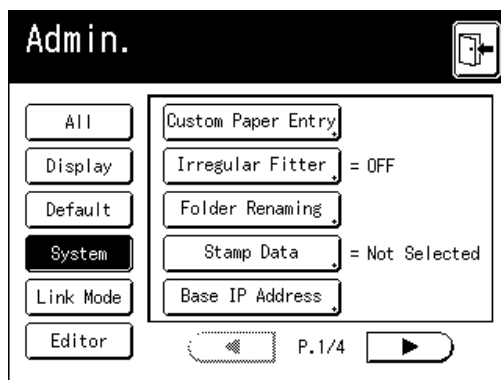 Admin.
All
Display
Default
System
Link Mode
Editor
Custom Paper Entry
Irregular Fitter = OFF
Folder Renaming
Stamp Data = Not Selected
Base IP Address
P.1/4